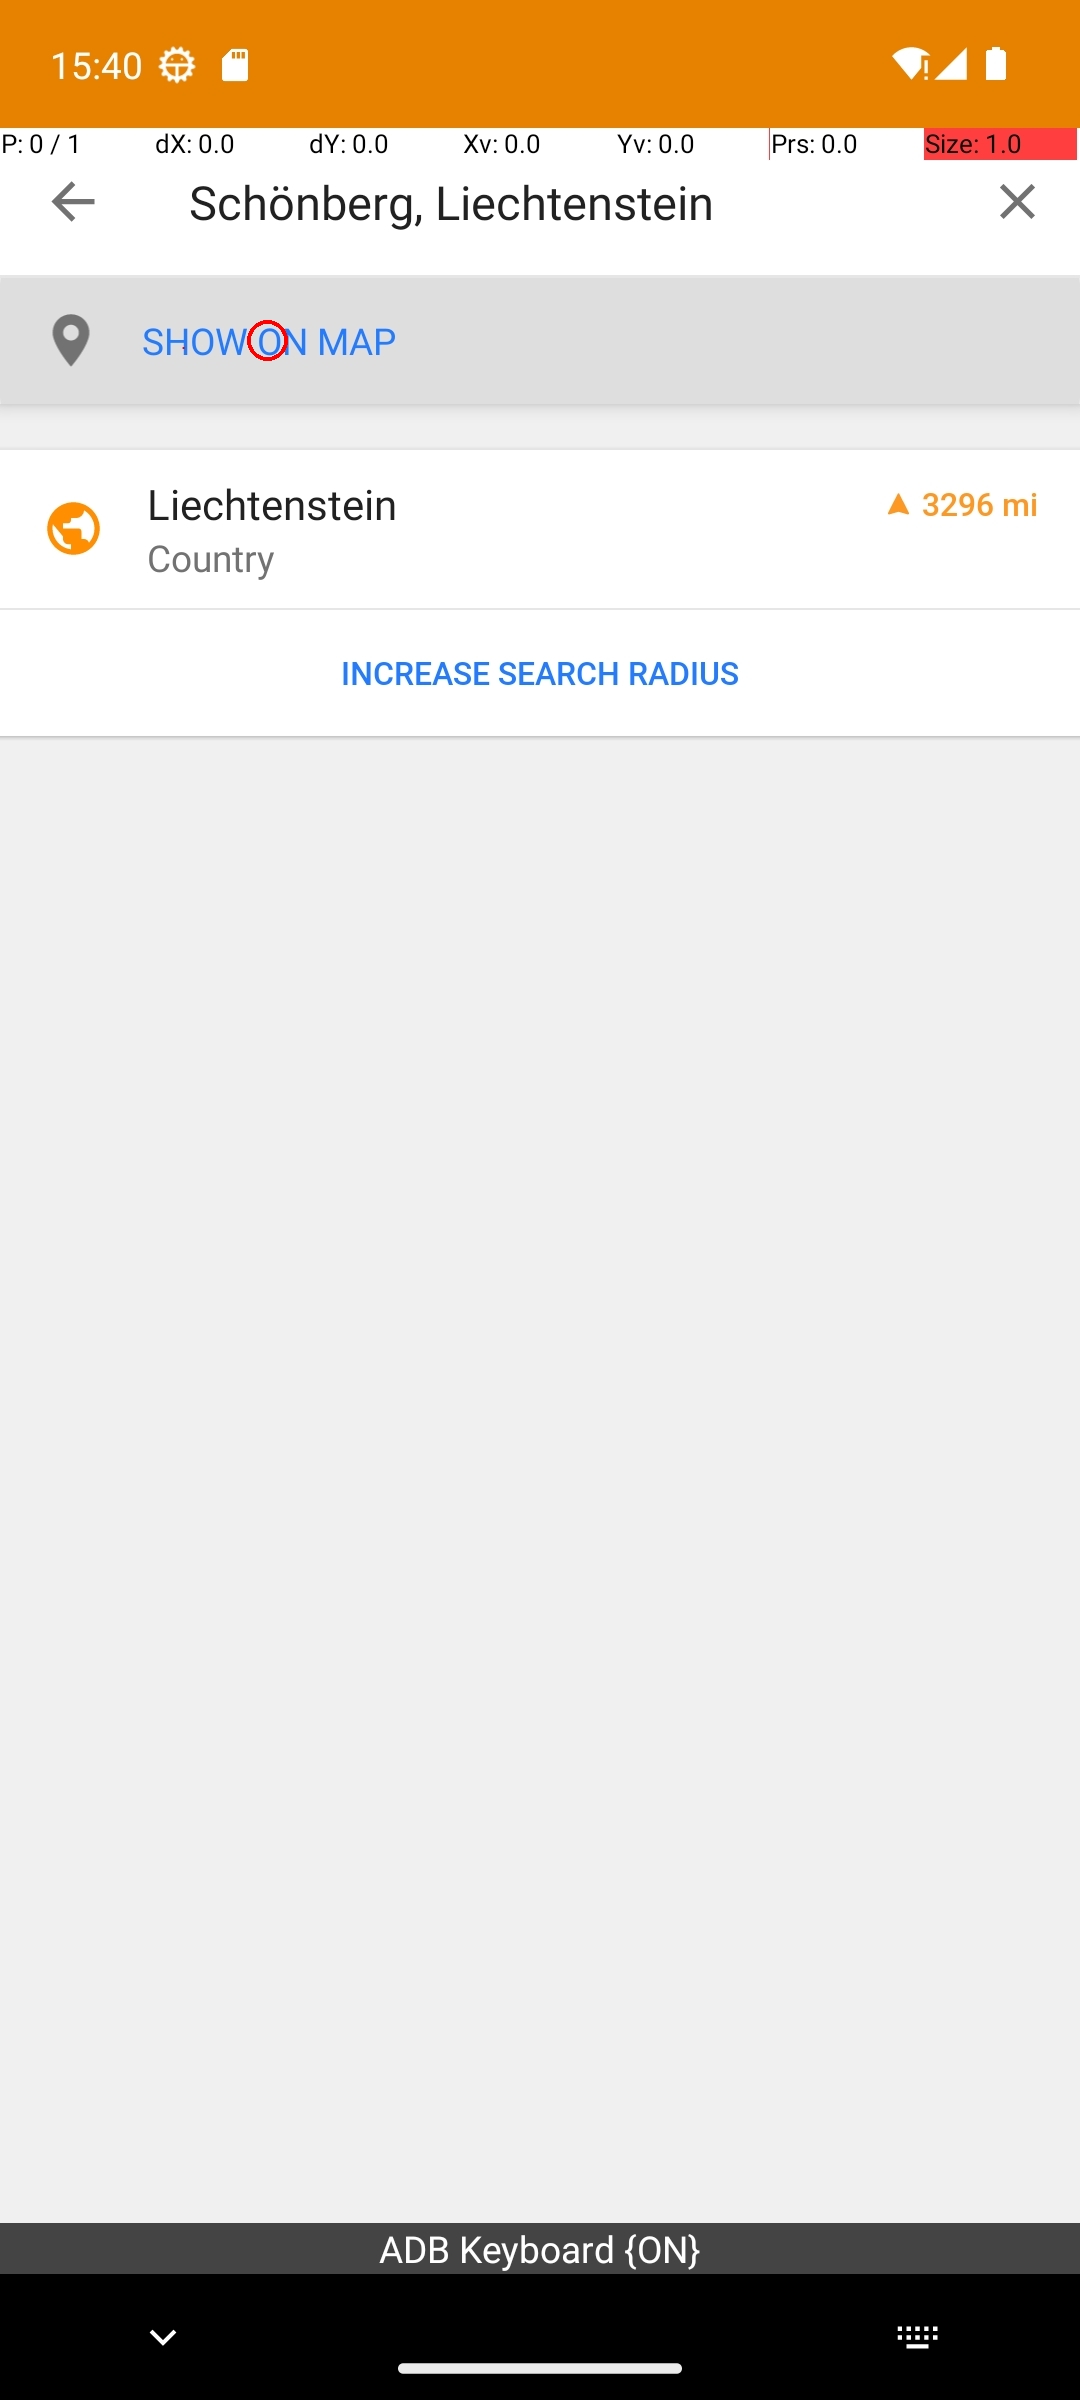 15:40
P: 0 / 1 dX: 0.0 dY: 0.0 Xv: 0.0 Yv: 0.0 Prs: 0.0 Size: 1.0
Schönberg, Liechtenstein
SHOW ON MAP
Liechtenstein 3296 mi
Country
INCREASE SEARCH RADIUS
ADB Keyboard {ON}